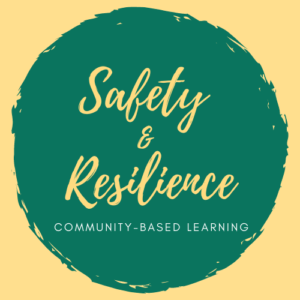 Safety
&
Resilience
COMMUNITY-BASED LEARNING